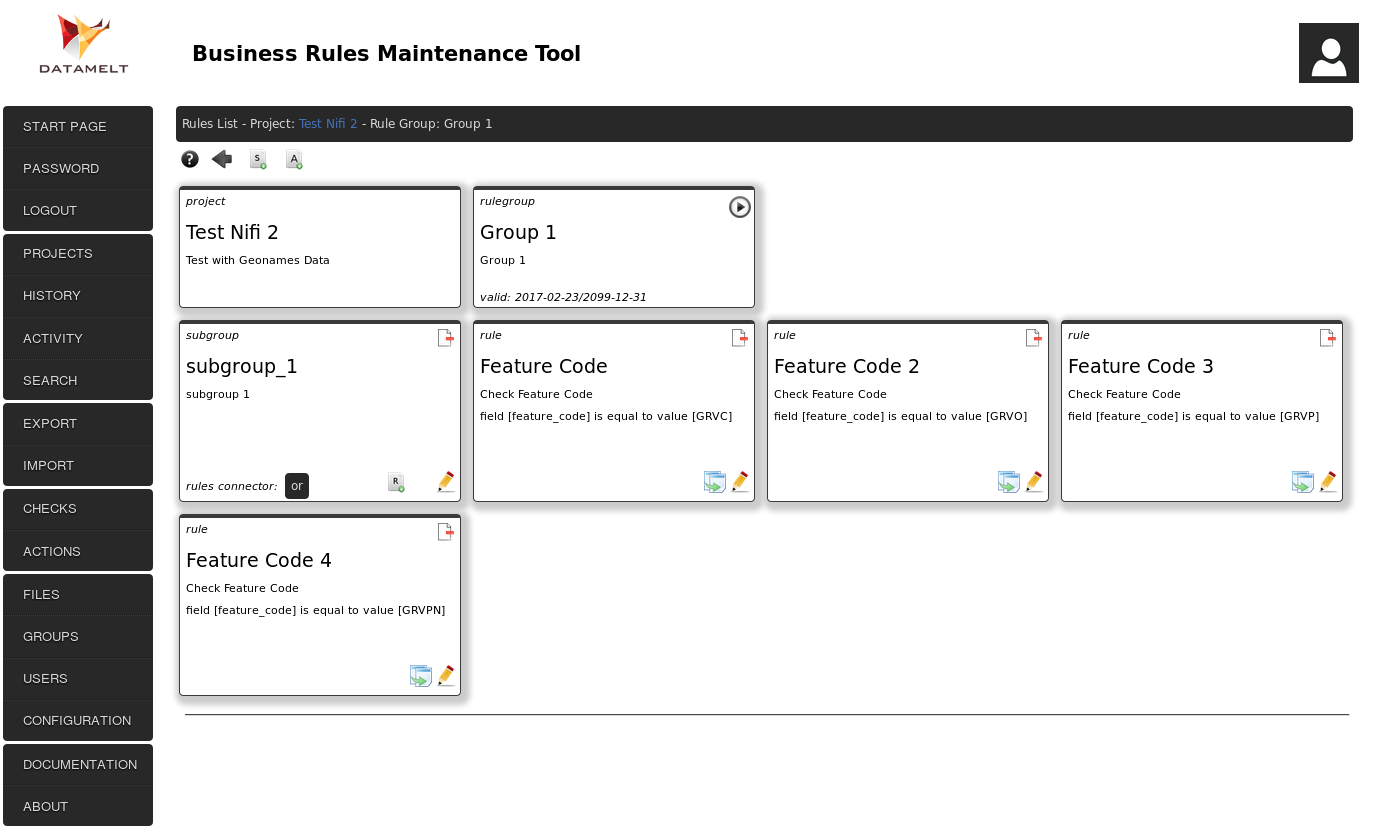 DATAMELT
Business Rules Maintenance Tool
START PAGE
PASSWORD
LOGOUT
PROJECTS
HISTORY
ACTIVITY
SEARCH
EXPORT
IMPORT
CHECKS
ACTIONS
FILES
GROUPS
USERS
CONFIGURATION
DOCUMENTATION
ABOUT
Rules List - Project: Test Nifi 2 - Rule Group: Group 1
? S A
project
Test Nifi 2
Test with Geonames Data
rulegroup
Group 1
Group 1
valid: 2017-02-23/2099-12-31
subgroup
subgroup_1
subgroup 1
rules connector: or R
rule
Feature Code
Check Feature Code
field [feature_code] is equal to value [GRVC]
rule
Feature Code 2
Check Feature Code
field [feature_code] is equal to value [GRVO]
rule
Feature Code 3
Check Feature Code
field [feature_code] is equal to value [GRVP]
rule
Feature Code 4
Check Feature Code
field [feature_code] is equal to value [GRVPN]